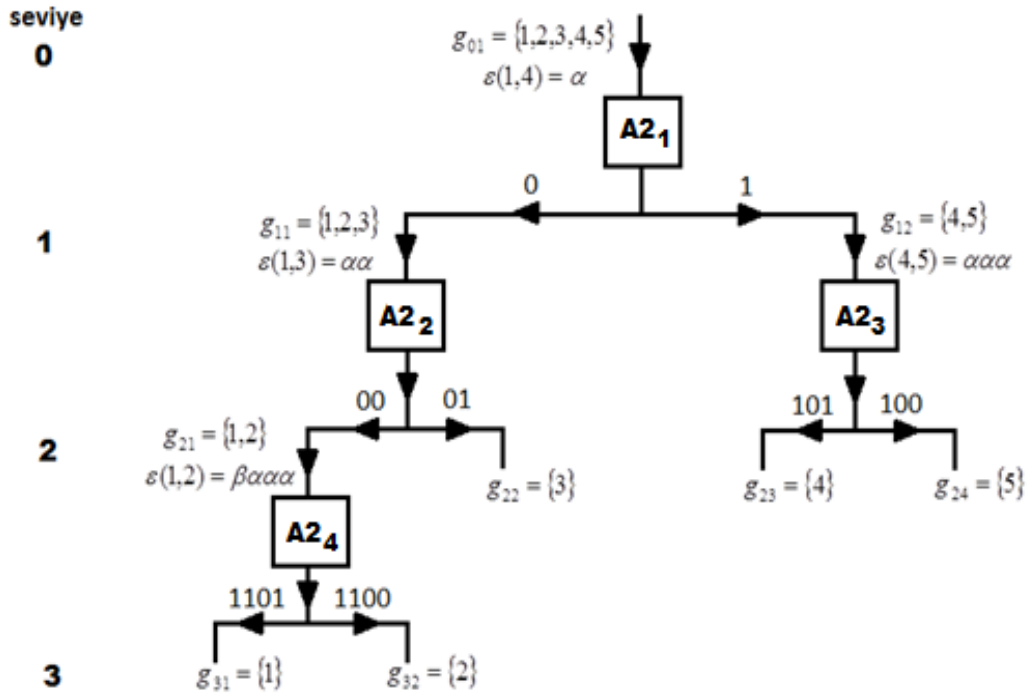 seviye
0
g₀₁ = {1,2,3,4,5}
ε(1,4) = α
A2₁
0 1
1
g₁₁ = {1,2,3}
ε(1,3) = αα
g₁₂ = {4,5}
ε(4,5) = ααα
A2₂
A2₃
00 01
101 100
2
g₂₁ = {1,2}
ε(1,2) = βααα
g₂₂ = {3}
g₂₃ = {4}
g₂₄ = {5}
A2₄
1101 1100
3
g₃₁ = {1}
g₃₂ = {2}